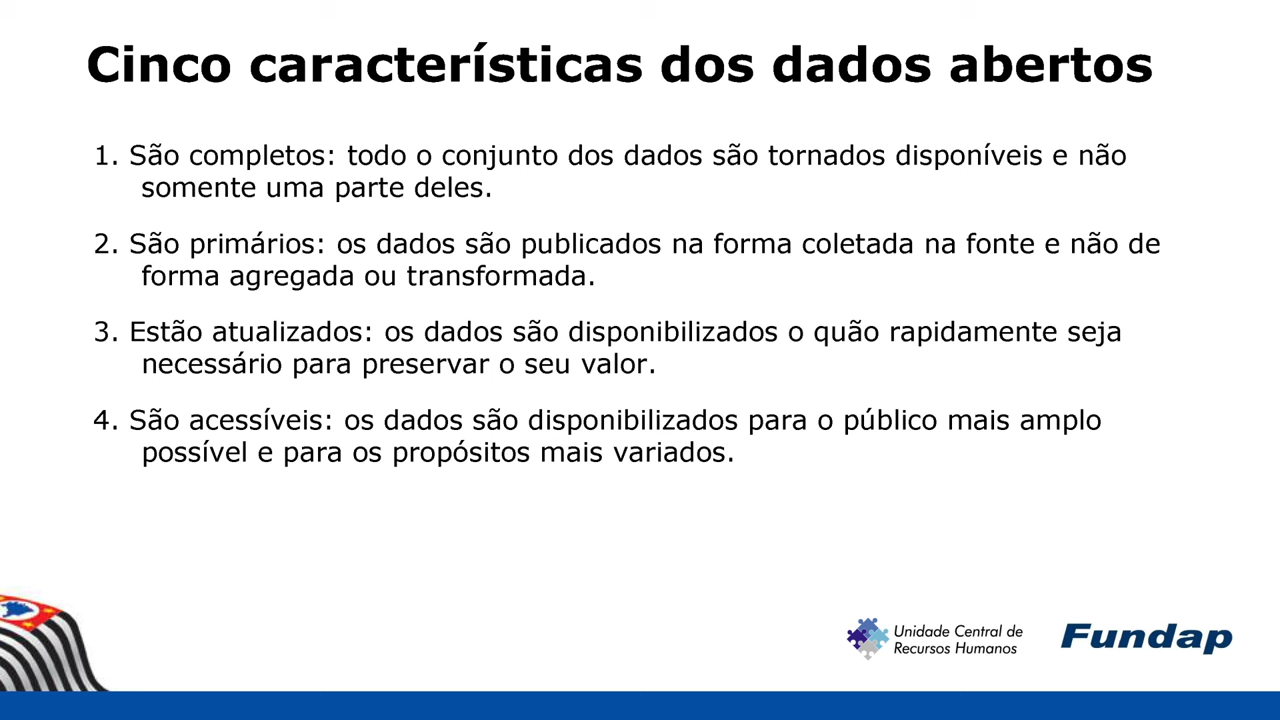 Cinco características dos dados abertos
1. São completos: todo o conjunto dos dados são tornados disponíveis e não
somente uma parte deles.
2. São primários: os dados são publicados na forma coletada na fonte e não de
forma agregada ou transformada.
3. Estão atualizados: os dados são disponibilizados o quão rapidamente seja
necessário para preservar o seu valor.
4. São acessíveis: os dados são disponibilizados para o público mais amplo
possível e para os propósitos mais variados.
Unidade Central de
Recursos Humanos
Fundap